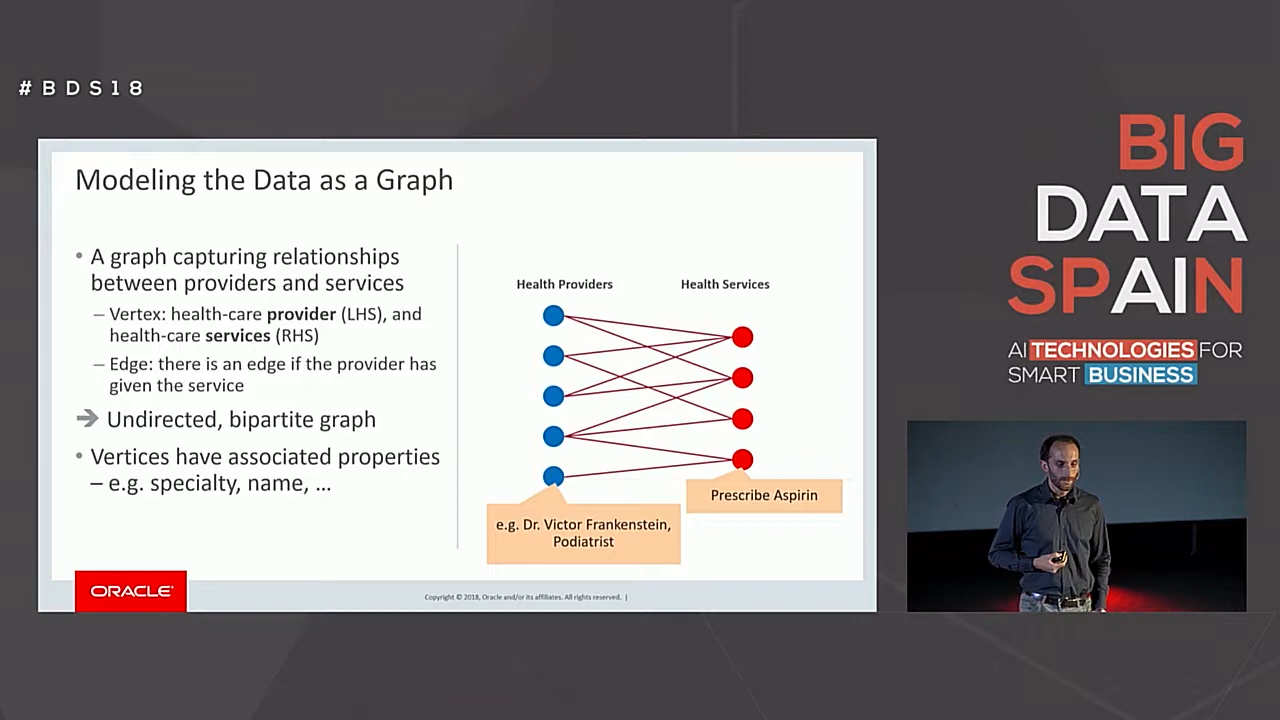 #BDS18
Modeling the Data as a Graph
• A graph capturing relationships
between providers and services
– Vertex: health-care provider (LHS), and
health-care services (RHS)
– Edge: there is an edge if the provider has
given the service
➔ Undirected, bipartite graph
• Vertices have associated properties
– e.g. specialty, name, ...
Health Providers
Health Services
Prescribe Aspirin
e.g. Dr. Victor Frankenstein,
Podiatrist
ORACLE®
Copyright © 2018, Oracle and/or its affiliates. All rights reserved. |
BIG
DATA
SPAIN
AI TECHNOLOGIES FOR
SMART BUSINESS